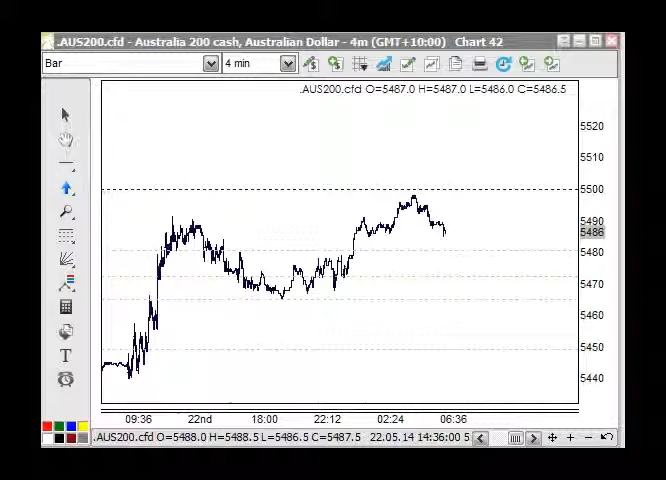 .AUS200.cfd - Australia 200 cash, Australian Dollar - 4m (GMT+10:00) Chart 42
Bar 4 min
.AUS200.cfd O=5487.0 H=5487.0 L=5486.0 C=5486.5
5520
5510
5500
5490
5486
5480
5470
5460
5450
5440
T
09:36 22nd 18:00 22:12 02:24 06:36
.AUS200.cfd O=5488.0 H=5488.5 L=5486.5 C=5487.5 22.05.14 14:36:00 5